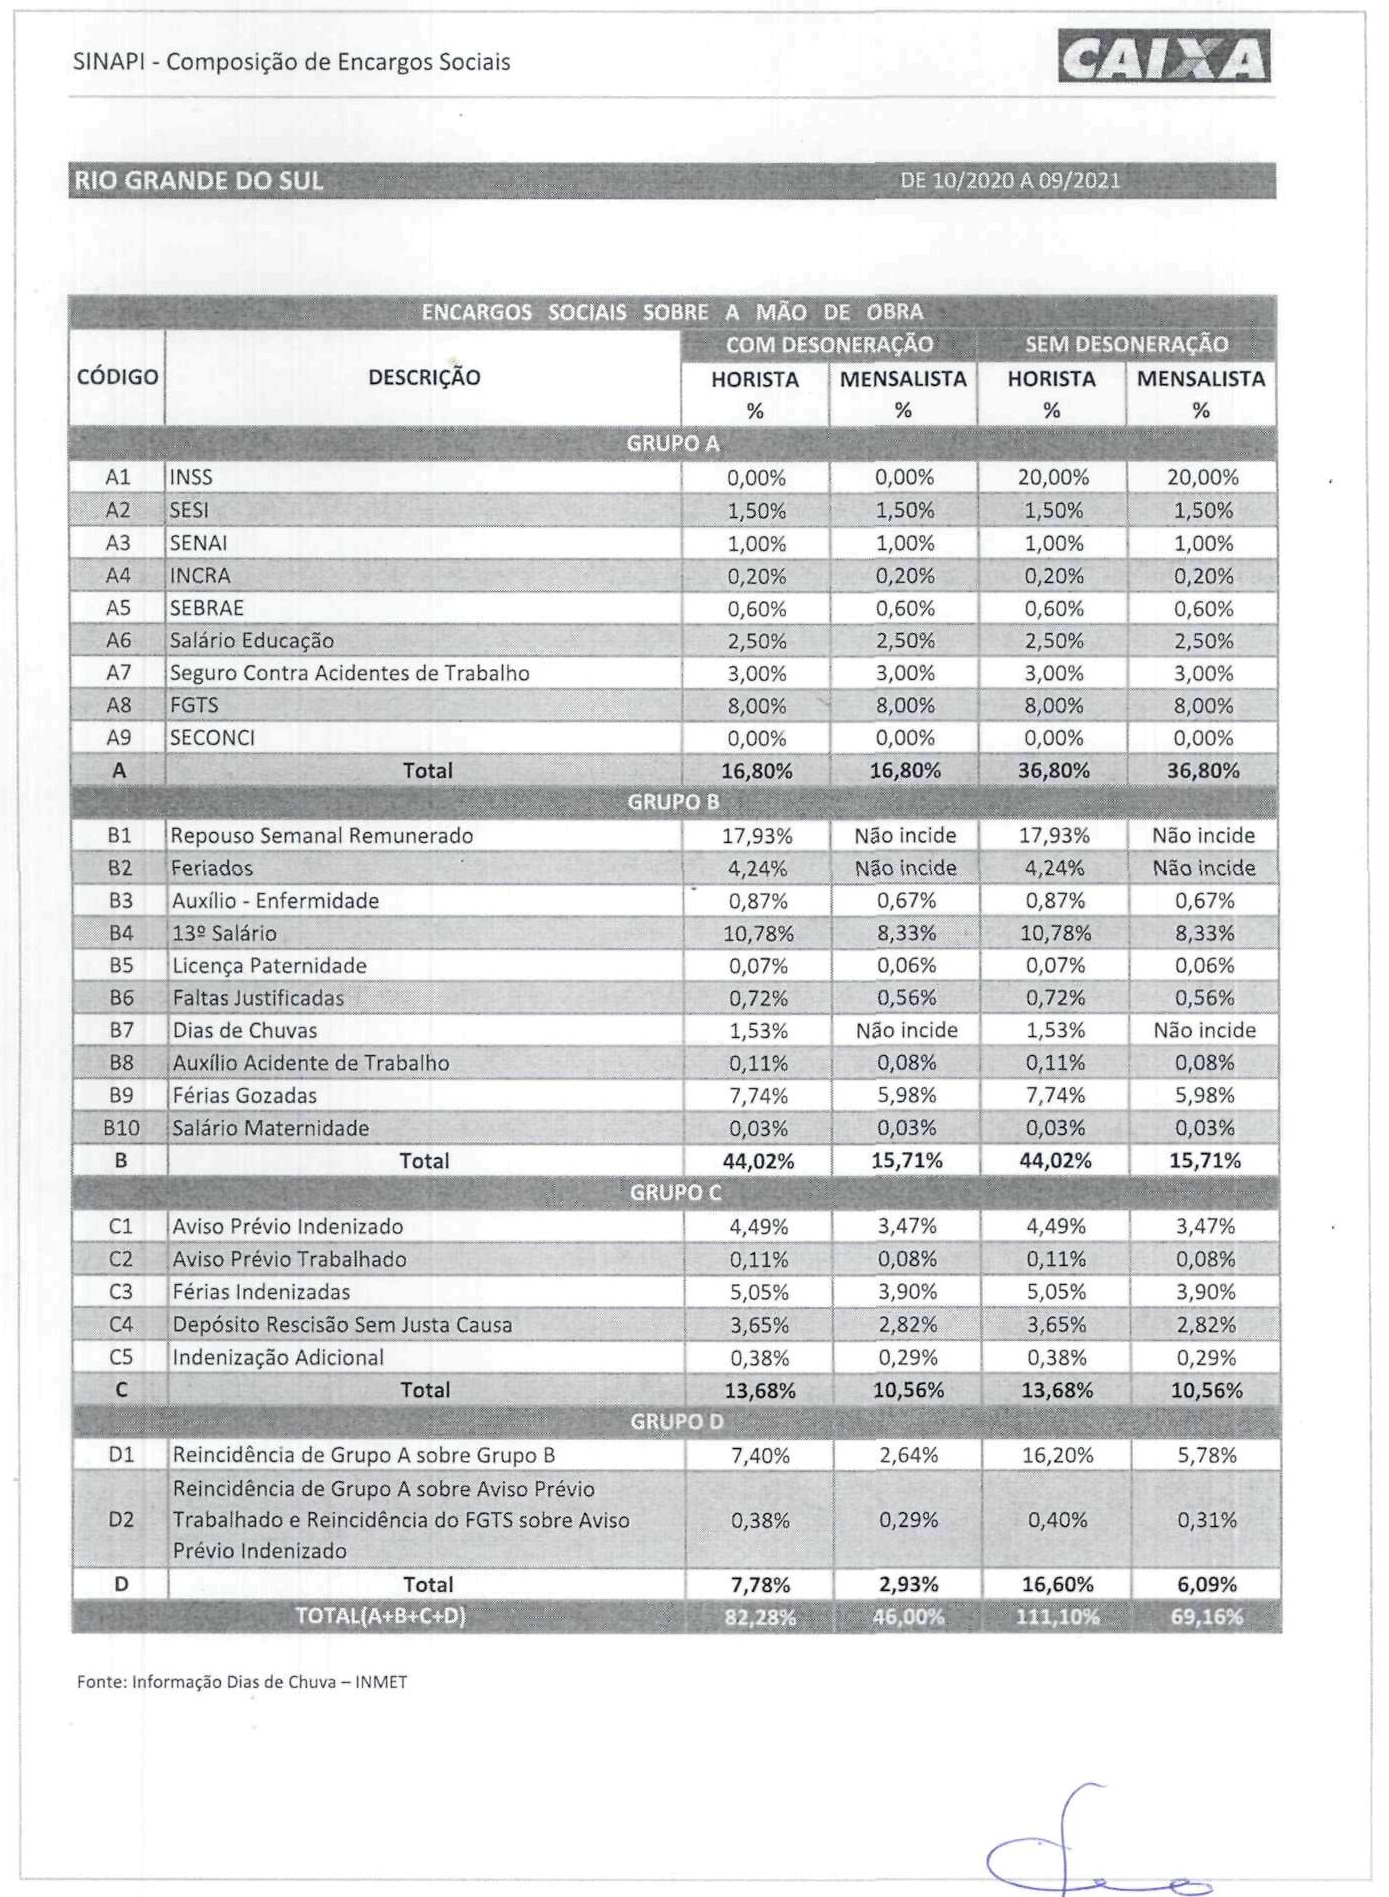 SINAPI - Composição de Encargos Sociais
CAIXA
RIO GRANDE DO SUL DE 10/2020 A 09/2021
ENCARGOS SOCIAIS SOBRE A MÃO DE OBRA
CÓDIGO DESCRIÇÃO COM DESONERAÇÃO SEM DESONERAÇÃO
HORISTA % MENSALISTA % HORISTA % MENSALISTA %
GRUPO A
A1 INSS 0,00% 0,00% 20,00% 20,00%
A2 SESI 1,50% 1,50% 1,50% 1,50%
A3 SENAI 1,00% 1,00% 1,00% 1,00%
A4 INCRA 0,20% 0,20% 0,20% 0,20%
A5 SEBRAE 0,60% 0,60% 0,60% 0,60%
A6 Salário Educação 2,50% 2,50% 2,50% 2,50%
A7 Seguro Contra Acidentes de Trabalho 3,00% 3,00% 3,00% 3,00%
A8 FGTS 8,00% 8,00% 8,00% 8,00%
A9 SECONCI 0,00% 0,00% 0,00% 0,00%
A Total 16,80% 16,80% 36,80% 36,80%
GRUPO B
B1 Repouso Semanal Remunerado 17,93% Não incide 17,93% Não incide
B2 Feriados 4,24% Não incide 4,24% Não incide
B3 Auxílio - Enfermidade 0,87% 0,67% 0,87% 0,67%
B4 13º Salário 10,78% 8,33% 10,78% 8,33%
B5 Licença Paternidade 0,07% 0,06% 0,07% 0,06%
B6 Faltas Justificadas 0,72% 0,56% 0,72% 0,56%
B7 Dias de Chuvas 1,53% Não incide 1,53% Não incide
B8 Auxílio Acidente de Trabalho 0,11% 0,08% 0,11% 0,08%
B9 Férias Gozadas 7,74% 5,98% 7,74% 5,98%
B10 Salário Maternidade 0,03% 0,03% 0,03% 0,03%
B Total 44,02% 15,71% 44,02% 15,71%
GRUPO C
C1 Aviso Prévio Indenizado 4,49% 3,47% 4,49% 3,47%
C2 Aviso Prévio Trabalhado 0,11% 0,08% 0,11% 0,08%
C3 Férias Indenizadas 5,05% 3,90% 5,05% 3,90%
C4 Depósito Rescisão Sem Justa Causa 3,65% 2,82% 3,65% 2,82%
C5 Indenização Adicional 0,38% 0,29% 0,38% 0,29%
C Total 13,68% 10,56% 13,68% 10,56%
GRUPO D
D1 Reincidência de Grupo A sobre Grupo B 7,40% 2,64% 16,20% 5,78%
Reincidência de Grupo A sobre Aviso Prévio
D2 Trabalhado e Reincidência do FGTS sobre Aviso 0,38% 0,29% 0,40% 0,31%
Prévio Indenizado
D Total 7,78% 2,93% 16,60% 6,09%
TOTAL(A+B+C+D) 82,28% 46,00% 111,10% 69,16%
Fonte: Informação Dias de Chuva – INMET